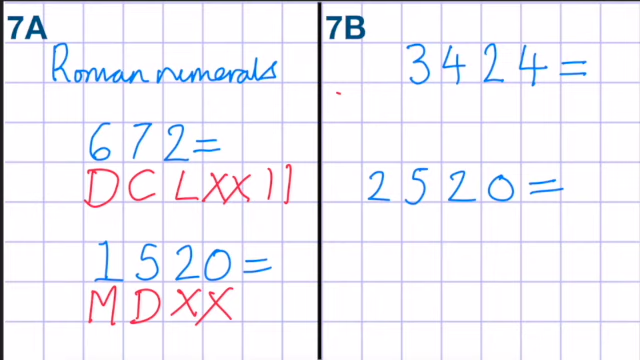 7A
Roman numerals
672=
DCLXXII
1520=
MDXX
7B
3424=
2520=